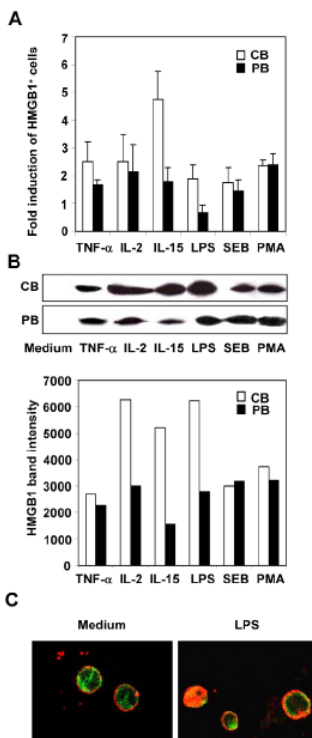 A
Fold induction of HMGB1⁺ cells
7
6
5
4
3
2
1
0
CB
PB
TNF-α IL-2 IL-15 LPS SEB PMA
B
CB
PB
Medium TNF-α IL-2 IL-15 LPS SEB PMA
HMGB1 band intensity
7000
6000
5000
4000
3000
2000
1000
0
CB
PB
TNF-α IL-2 IL-15 LPS SEB PMA
C
Medium LPS